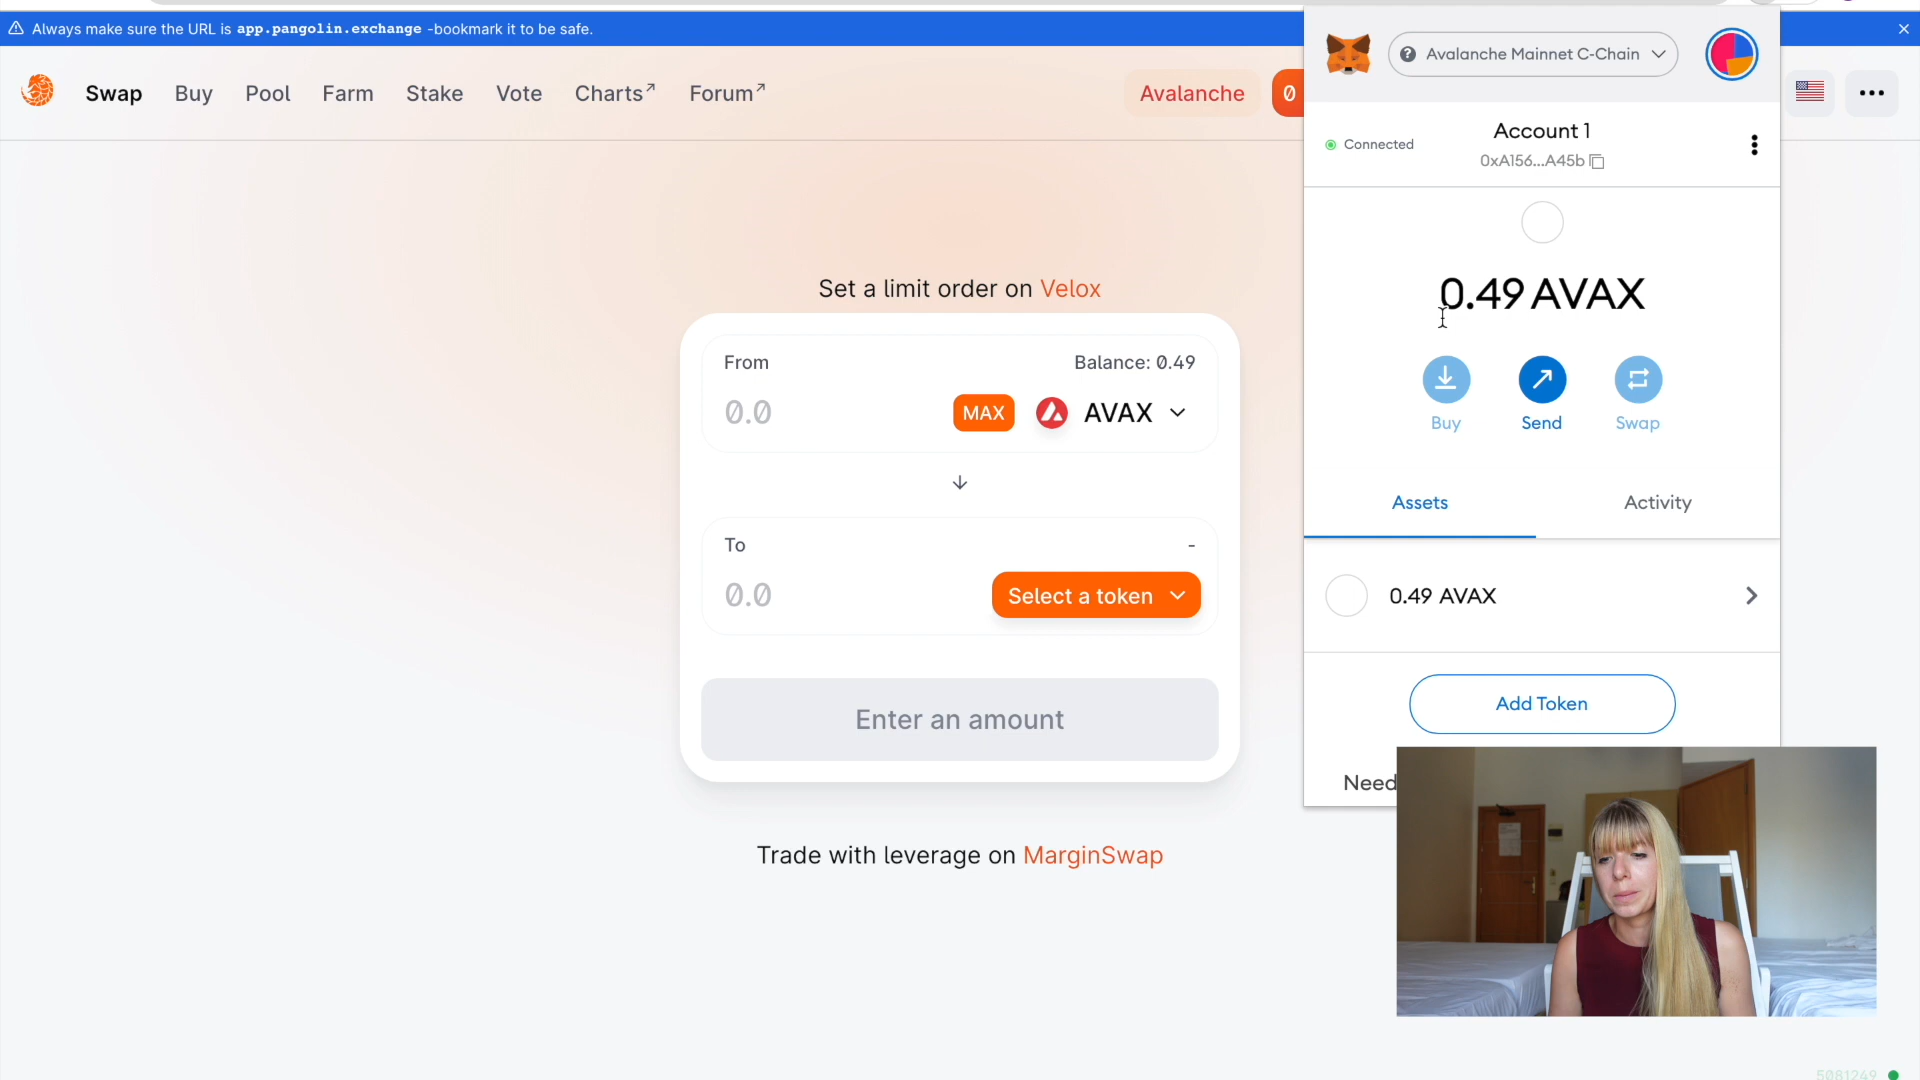 Always make sure the URL is app.pangolin.exchange -bookmark it to be safe.
Swap Buy Pool Farm Stake Vote Charts↗ Forum↗ Avalanche 0
Set a limit order on Velox
From Balance: 0.49
0.0 MAX AVAX
To -
0.0 Select a token
Enter an amount
Trade with leverage on MarginSwap
Avalanche Mainnet C-Chain
Connected
Account 1
0xA156...A45b
0.49 AVAX
Buy Send Swap
Assets Activity
0.49 AVAX
Add Token
Need
5081249